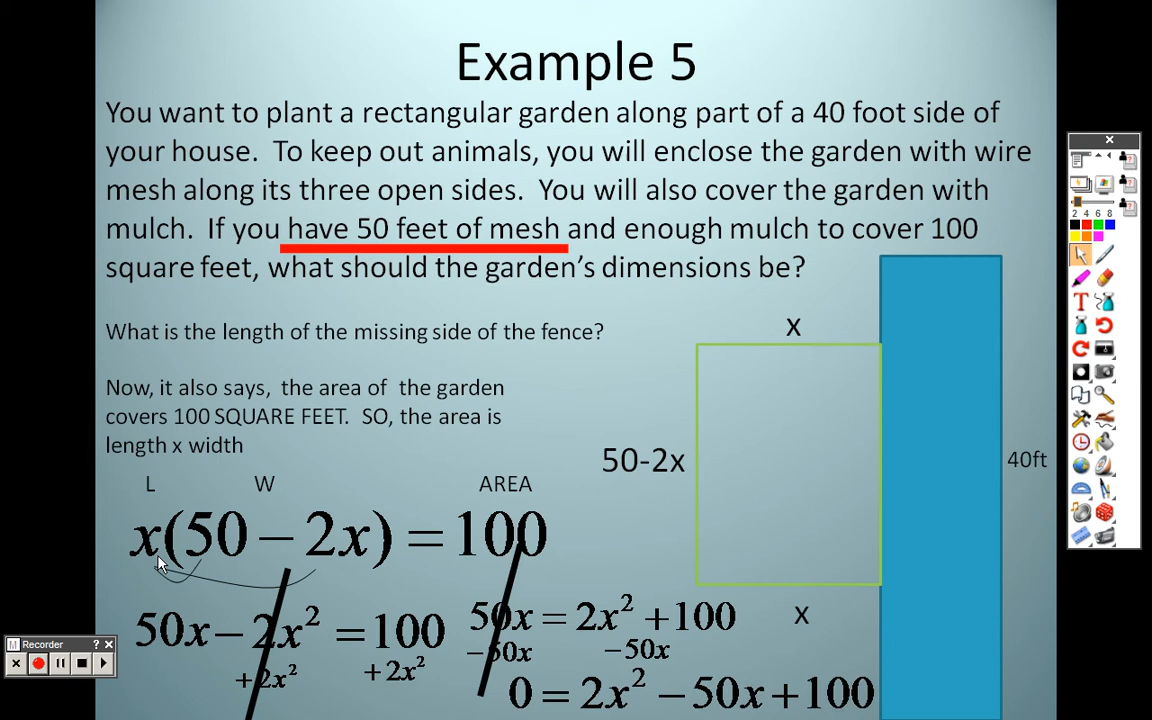 Example 5
You want to plant a rectangular garden along part of a 40 foot side of
your house. To keep out animals, you will enclose the garden with wire
mesh along its three open sides. You will also cover the garden with
mulch. If you have 50 feet of mesh and enough mulch to cover 100
square feet, what should the garden's dimensions be?
What is the length of the missing side of the fence?
x
Now, it also says, the area of the garden
covers 100 SQUARE FEET. SO, the area is
length x width
50-2x
40ft
L W AREA
x(50 − 2x) = 100
50x − 2x² = 100
+2x² +2x²
50x = 2x² + 100
−50x −50x
0 = 2x² − 50x + 100
x
2 4 6 8
Recorder